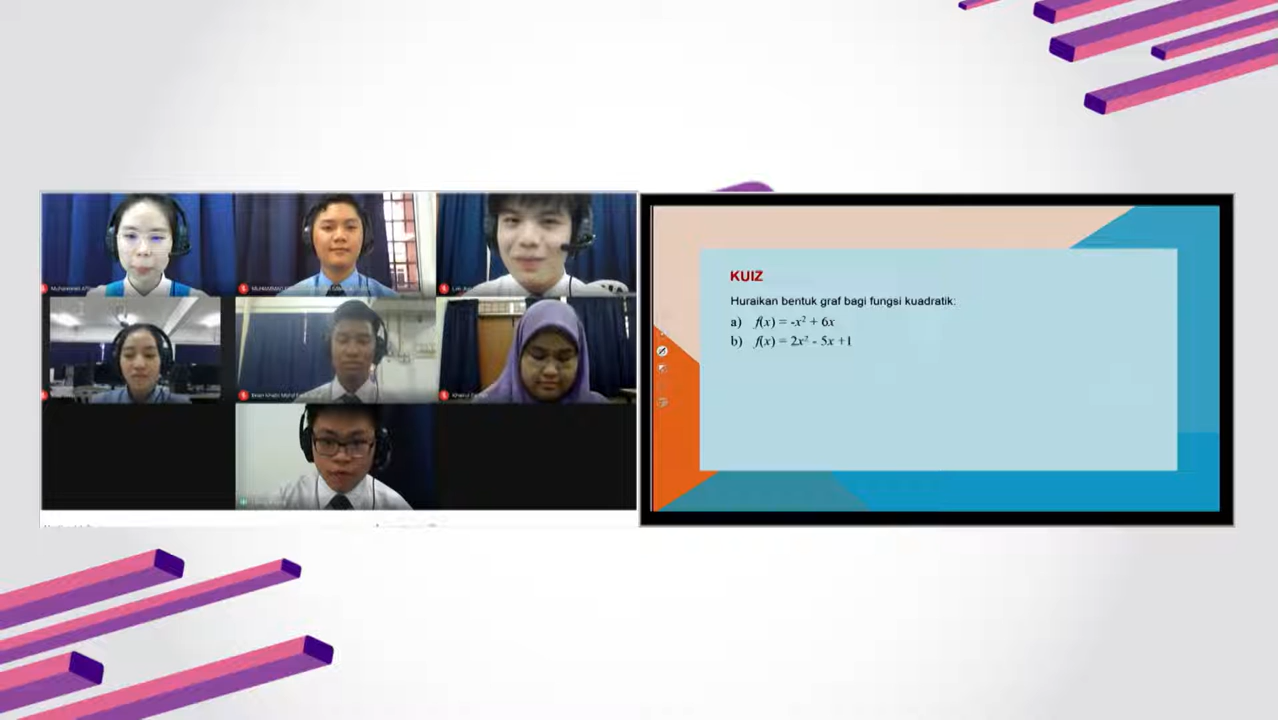 KUIZ
Huraikan bentuk graf bagi fungsi kuadratik:
a) f(x) = -x² + 6x
b) f(x) = 2x² - 5x +1